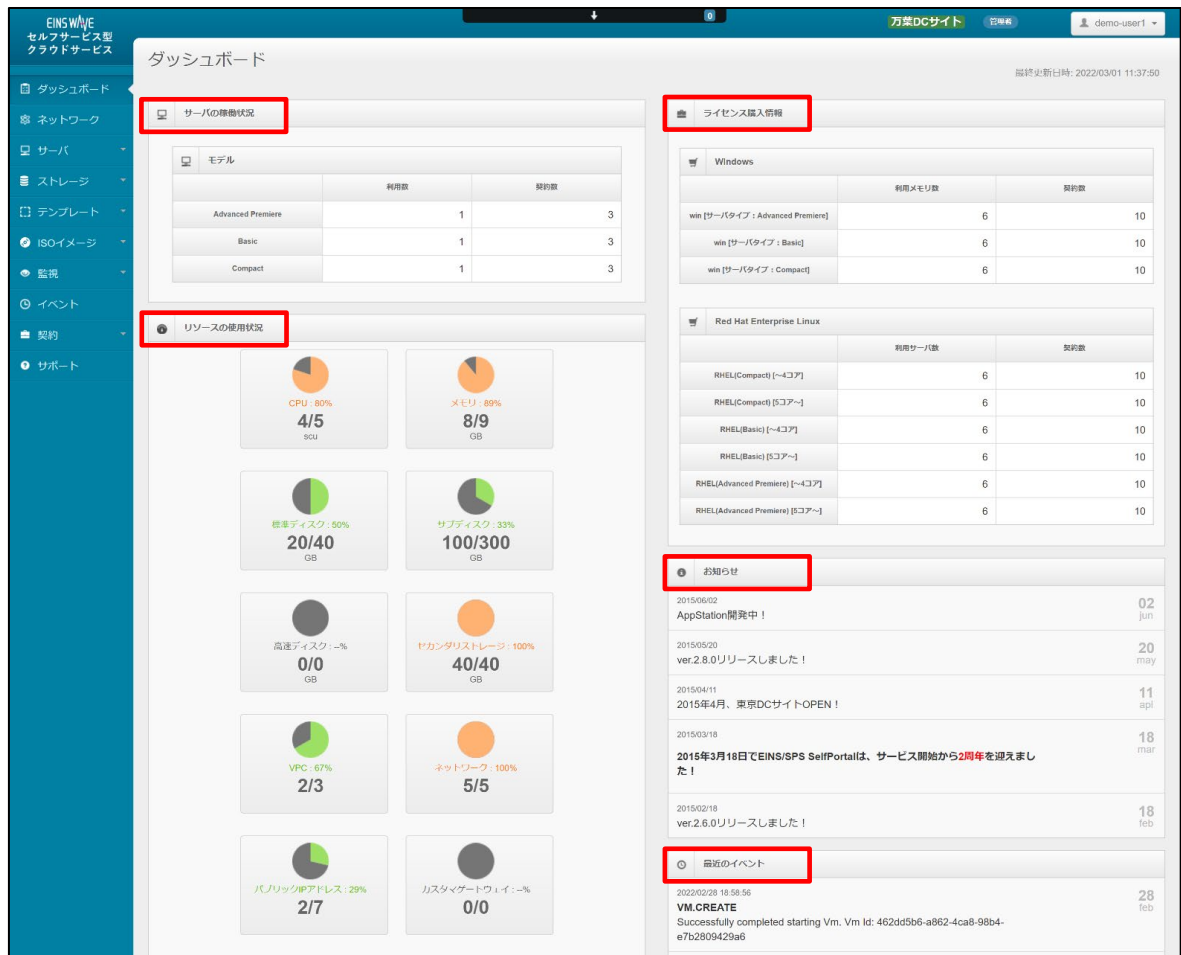 EINS WAVE
セルフサービス型
クラウドサービス
0
万葉DCサイト
管理者
demo-user1
ダッシュボード
最終更新日時: 2022/03/01 11:37:50
ダッシュボード
ネットワーク
サーバ
ストレージ
テンプレート
ISOイメージ
監視
イベント
契約
サポート
サーバの稼働状況
モデル
利用数 契約数
Advanced Premiere 1 3
Basic 1 3
Compact 1 3
リソースの使用状況
CPU : 80%
4/5
scu
メモリ : 89%
8/9
GB
標準ディスク : 50%
20/40
GB
サブディスク : 33%
100/300
GB
高速ディスク : --%
0/0
GB
セカンダリストレージ : 100%
40/40
GB
VPC : 67%
2/3
ネットワーク : 100%
5/5
パブリックIPアドレス : 29%
2/7
カスタマゲートウェイ : --%
0/0
ライセンス購入情報
Windows
利用メモリ数 契約数
win [サーバタイプ : Advanced Premiere] 6 10
win [サーバタイプ : Basic] 6 10
win [サーバタイプ : Compact] 6 10
Red Hat Enterprise Linux
利用サーバ数 契約数
RHEL(Compact) [～4コア] 6 10
RHEL(Compact) [5コア～] 6 10
RHEL(Basic) [～4コア] 6 10
RHEL(Basic) [5コア～] 6 10
RHEL(Advanced Premiere) [～4コア] 6 10
RHEL(Advanced Premiere) [5コア～] 6 10
お知らせ
2015/06/02
AppStation開発中！
02
jun
2015/05/20
ver.2.8.0リリースしました！
20
may
2015/04/11
2015年4月、東京DCサイトOPEN！
11
apl
2015/03/18
2015年3月18日でEINS/SPS SelfPortalは、サービス開始から2周年を迎えまし
た！
18
mar
2015/02/18
ver.2.6.0リリースしました！
18
feb
最近のイベント
2022/02/28 18:58:56
VM.CREATE
Successfully completed starting Vm. Vm Id: 462dd5b6-a862-4ca8-98b4-
e7b2809429a6
28
feb